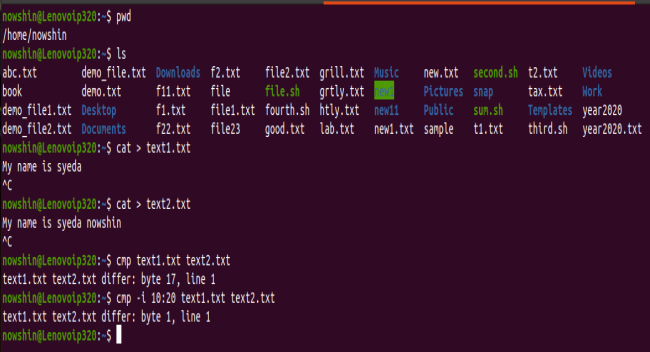 nowshin@Lenovoip320:~$ pwd
/home/nowshin
nowshin@Lenovoip320:~$ ls
abc.txt demo_file.txt Downloads f2.txt file2.txt grill.txt Music new.txt second.sh t2.txt Videos
book demo.txt f11.txt file file.sh grtly.txt new1 Pictures snap tax.txt Work
demo_file1.txt Desktop f1.txt file1.txt fourth.sh htly.txt new11 Public sum.sh Templates year2020
demo_file2.txt Documents f22.txt file23 good.txt lab.txt new1.txt sample t1.txt third.sh year2020.txt
nowshin@Lenovoip320:~$ cat > text1.txt
My name is syeda
^C
nowshin@Lenovoip320:~$ cat > text2.txt
My name is syeda nowshin
^C
nowshin@Lenovoip320:~$ cmp text1.txt text2.txt
text1.txt text2.txt differ: byte 17, line 1
nowshin@Lenovoip320:~$ cmp -i 10:20 text1.txt text2.txt
text1.txt text2.txt differ: byte 1, line 1
nowshin@Lenovoip320:~$